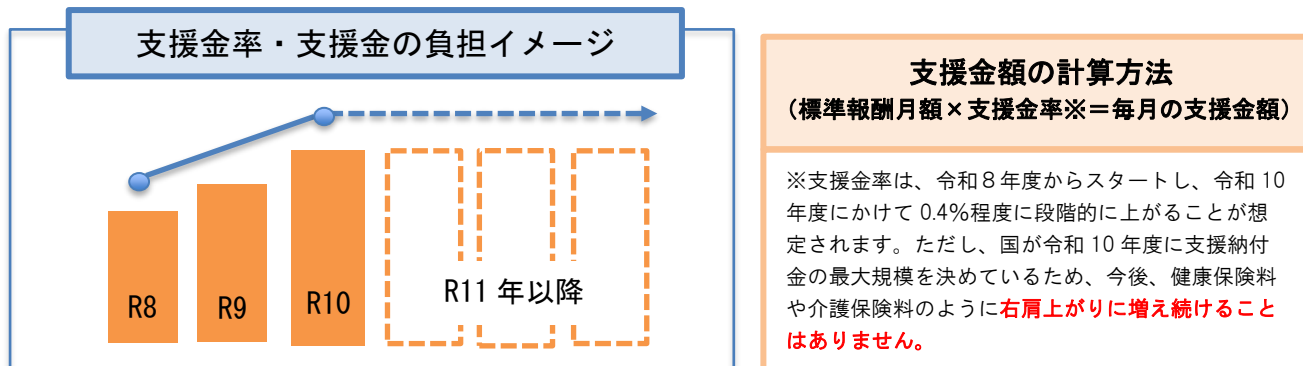 支援金率・支援金の負担イメージ
R8
R9
R10
R11 年以降
支援金額の計算方法
（標準報酬月額×支援金率※＝毎月の支援金額）
※支援金率は、令和８年度からスタートし、令和 10
年度にかけて 0.4%程度に段階的に上がることが想
定されます。ただし、国が令和 10 年度に支援納付
金の最大規模を決めているため、今後、健康保険料
や介護保険料のように右肩上がりに増え続けること
はありません。